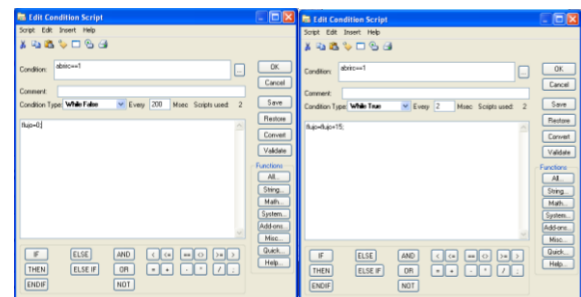 Edit Condition Script
Script Edit Insert Help
Condition: abrirc==1
...
OK
Cancel
Comment:
Condition Type: While False Every 200 Msec Scripts used: 2
Save
Restore
Convert
Validate
flujo=0;
Functions
All...
String...
Math...
System...
Add-ons...
Misc...
Quick...
Help...
IF ELSE AND < <= == <> >= >
THEN ELSE IF OR = + - * / ;
ENDIF NOT
Edit Condition Script
Script Edit Insert Help
Condition: abrirc==1
...
OK
Cancel
Comment:
Condition Type: While True Every 2 Msec Scripts used: 2
Save
Restore
Convert
Validate
flujo=flujo+15;
Functions
All...
String...
Math...
System...
Add-ons...
Misc...
Quick...
Help...
IF ELSE AND < <= == <> >= >
THEN ELSE IF OR = + - * / ;
ENDIF NOT